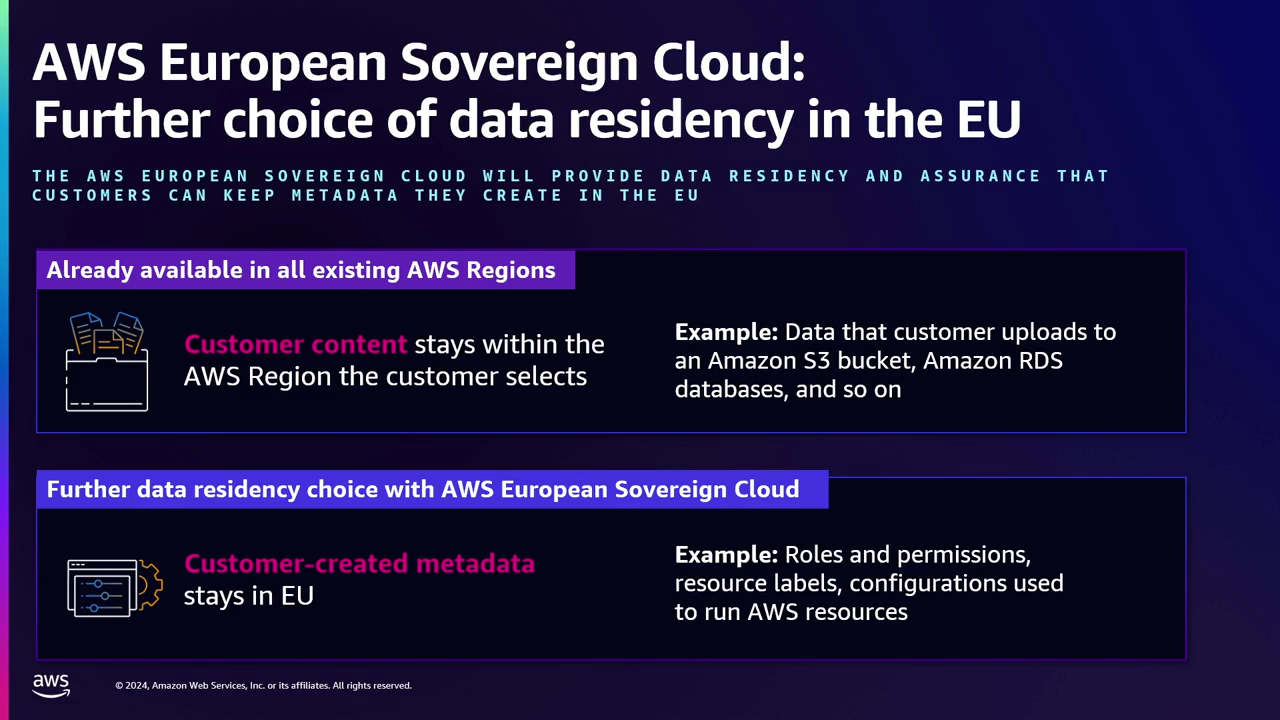 AWS European Sovereign Cloud:
Further choice of data residency in the EU
THE AWS EUROPEAN SOVEREIGN CLOUD WILL PROVIDE DATA RESIDENCY AND ASSURANCE THAT
CUSTOMERS CAN KEEP METADATA THEY CREATE IN THE EU
Already available in all existing AWS Regions
Customer content stays within the
AWS Region the customer selects
Example: Data that customer uploads to
an Amazon S3 bucket, Amazon RDS
databases, and so on
Further data residency choice with AWS European Sovereign Cloud
Customer-created metadata
stays in EU
Example: Roles and permissions,
resource labels, configurations used
to run AWS resources
aws
© 2024, Amazon Web Services, Inc. or its affiliates. All rights reserved.